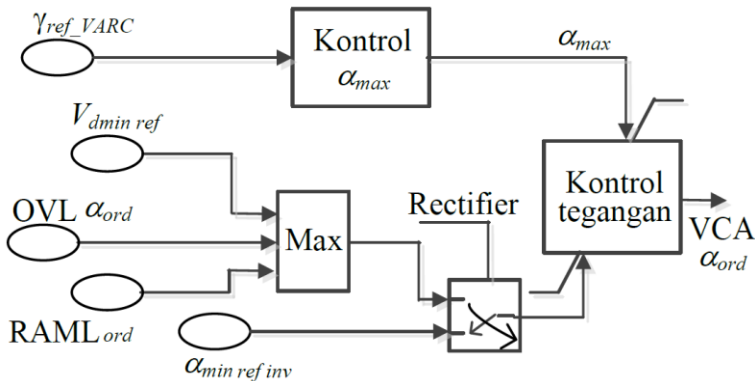 γref_VARC
Kontrol
αmax
αmax
Vdmin ref
OVL αord
Max
Rectifier
Kontrol
tegangan
VCA
αord
RAMLord
αmin ref inv